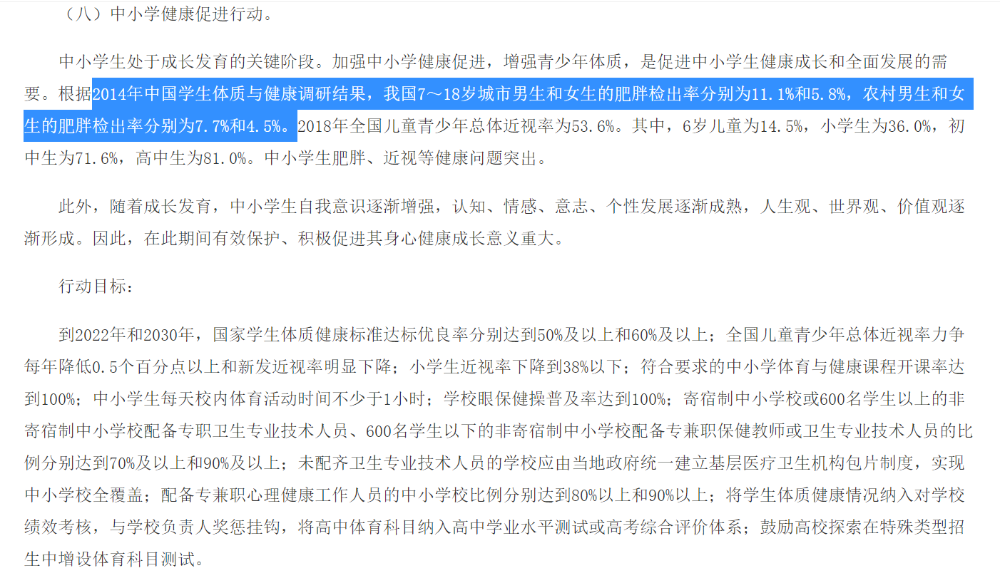 （八）中小学健康促进行动。
中小学生处于成长发育的关键阶段。加强中小学健康促进，增强青少年体质，是促进中小学生健康成长和全面发展的需
要。根据2014年中国学生体质与健康调研结果，我国7～18岁城市男生和女生的肥胖检出率分别为11.1%和5.8%，农村男生和女
生的肥胖检出率分别为7.7%和4.5%。2018年全国儿童青少年总体近视率为53.6%。其中，6岁儿童为14.5%，小学生为36.0%，初
中生为71.6%，高中生为81.0%。中小学生肥胖、近视等健康问题突出。
此外，随着成长发育，中小学生自我意识逐渐增强，认知、情感、意志、个性发展逐渐成熟，人生观、世界观、价值观逐
渐形成。因此，在此期间有效保护、积极促进其身心健康成长意义重大。
行动目标：
到2022年和2030年，国家学生体质健康标准达标优良率分别达到50%及以上和60%及以上；全国儿童青少年总体近视率力争
每年降低0.5个百分点以上和新发近视率明显下降；小学生近视率下降到38%以下；符合要求的中小学体育与健康课程开课率达
到100%；中小学生每天校内体育活动时间不少于1小时；学校眼保健操普及率达到100%；寄宿制中小学校或600名学生以上的非
寄宿制中小学校配备专职卫生专业技术人员、600名学生以下的非寄宿制中小学校配备专兼职保健教师或卫生专业技术人员的比
例分别达到70%及以上和90%及以上；未配齐卫生专业技术人员的学校应由当地政府统一建立基层医疗卫生机构包片制度，实现
中小学校全覆盖；配备专兼职心理健康工作人员的中小学校比例分别达到80%以上和90%以上；将学生体质健康情况纳入对学校
绩效考核，与学校负责人奖惩挂钩，将高中体育科目纳入高中学业水平测试或高考综合评价体系；鼓励高校探索在特殊类型招
生中增设体育科目测试。